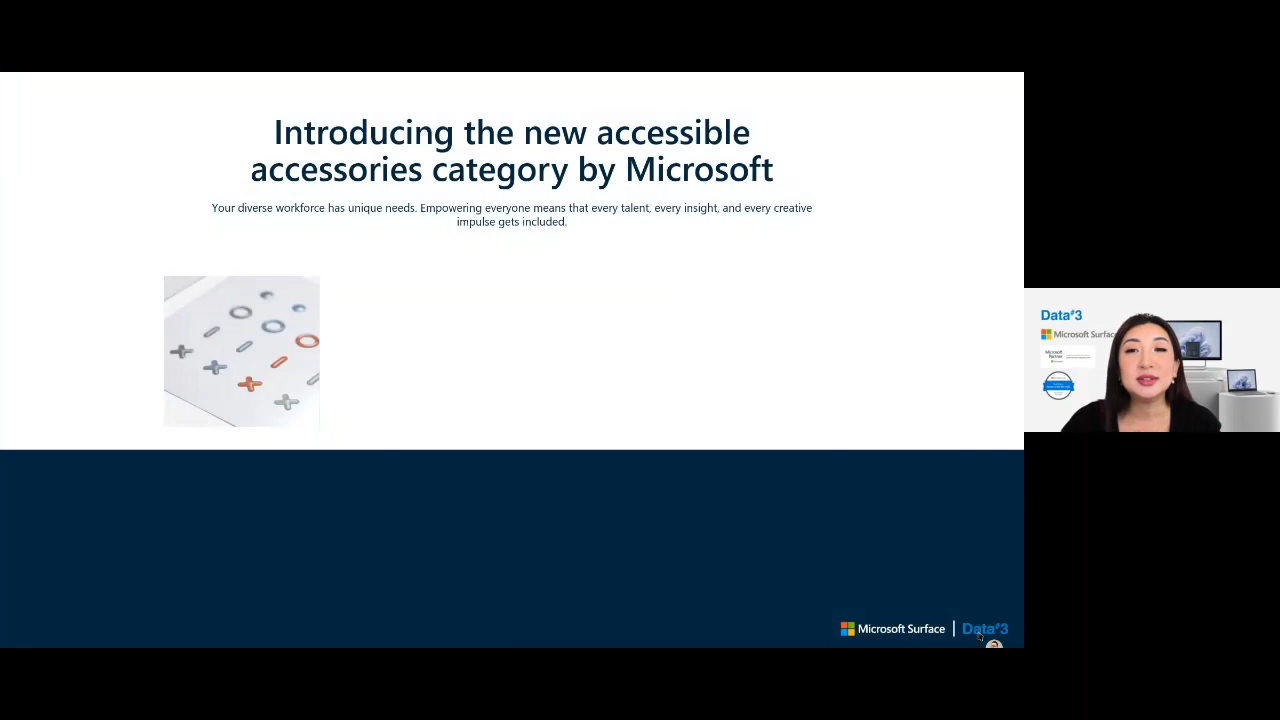 Introducing the new accessible
accessories category by Microsoft
Your diverse workforce has unique needs. Empowering everyone means that every talent, every insight, and every creative
impulse gets included.
Data#3
Microsoft Surface
Microsoft
Partner
Microsoft Surface | Data#3